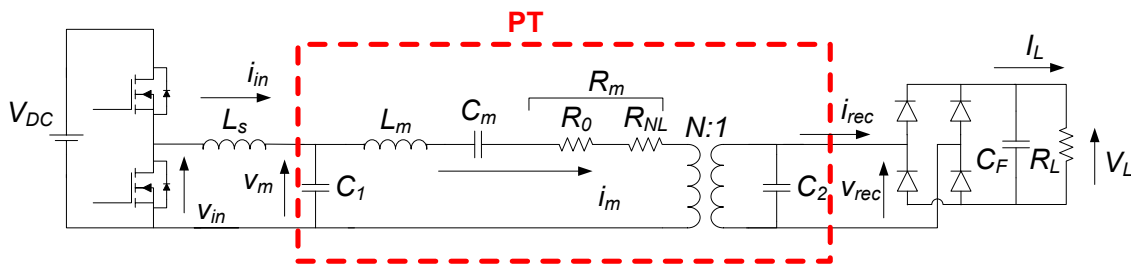 PT
V_DC
i_in
L_s
v_in
v_m
C_1
L_m
C_m
R_m
R_0
R_NL
i_m
N:1
C_2
i_rec
v_rec
I_L
C_F
R_L
V_L